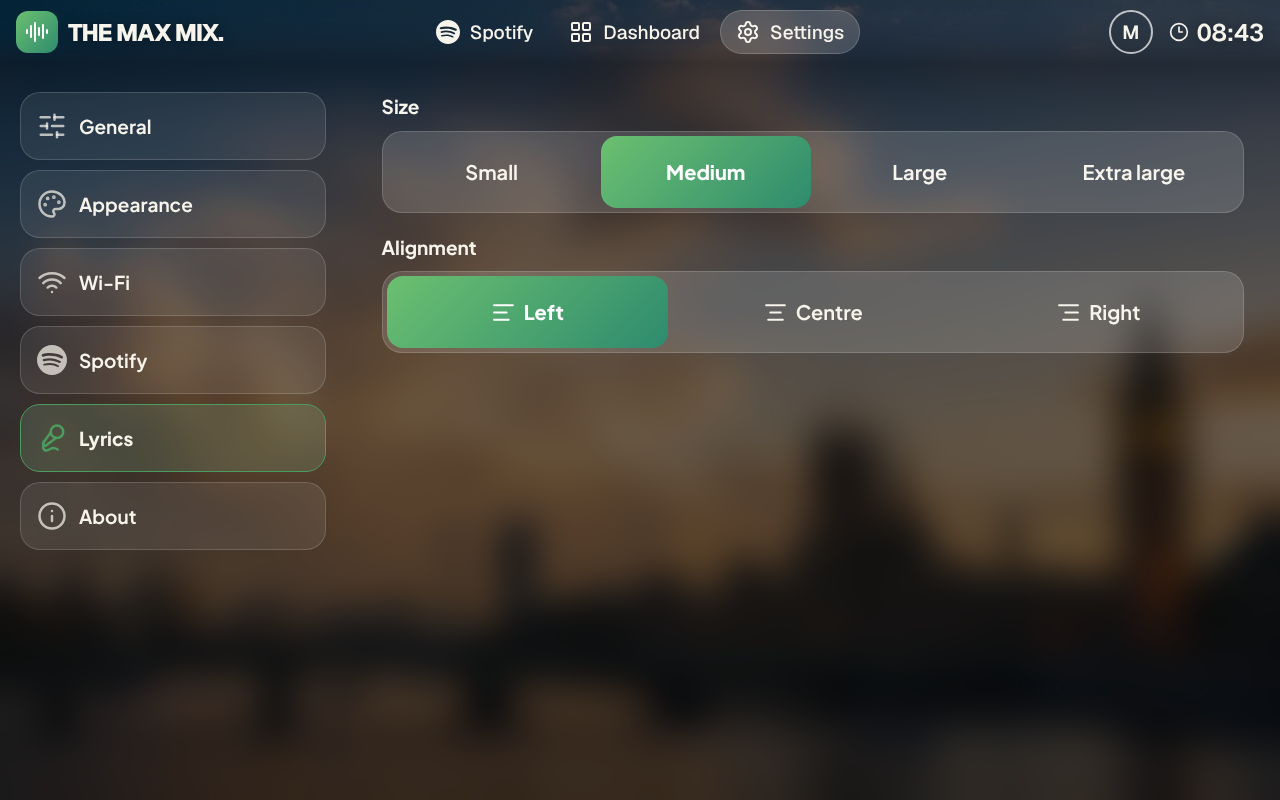 THE MAX MIX.
Spotify
Dashboard
Settings
M
08:43
General
Appearance
Wi-Fi
Spotify
Lyrics
About
Size
Small
Medium
Large
Extra large
Alignment
Left
Centre
Right